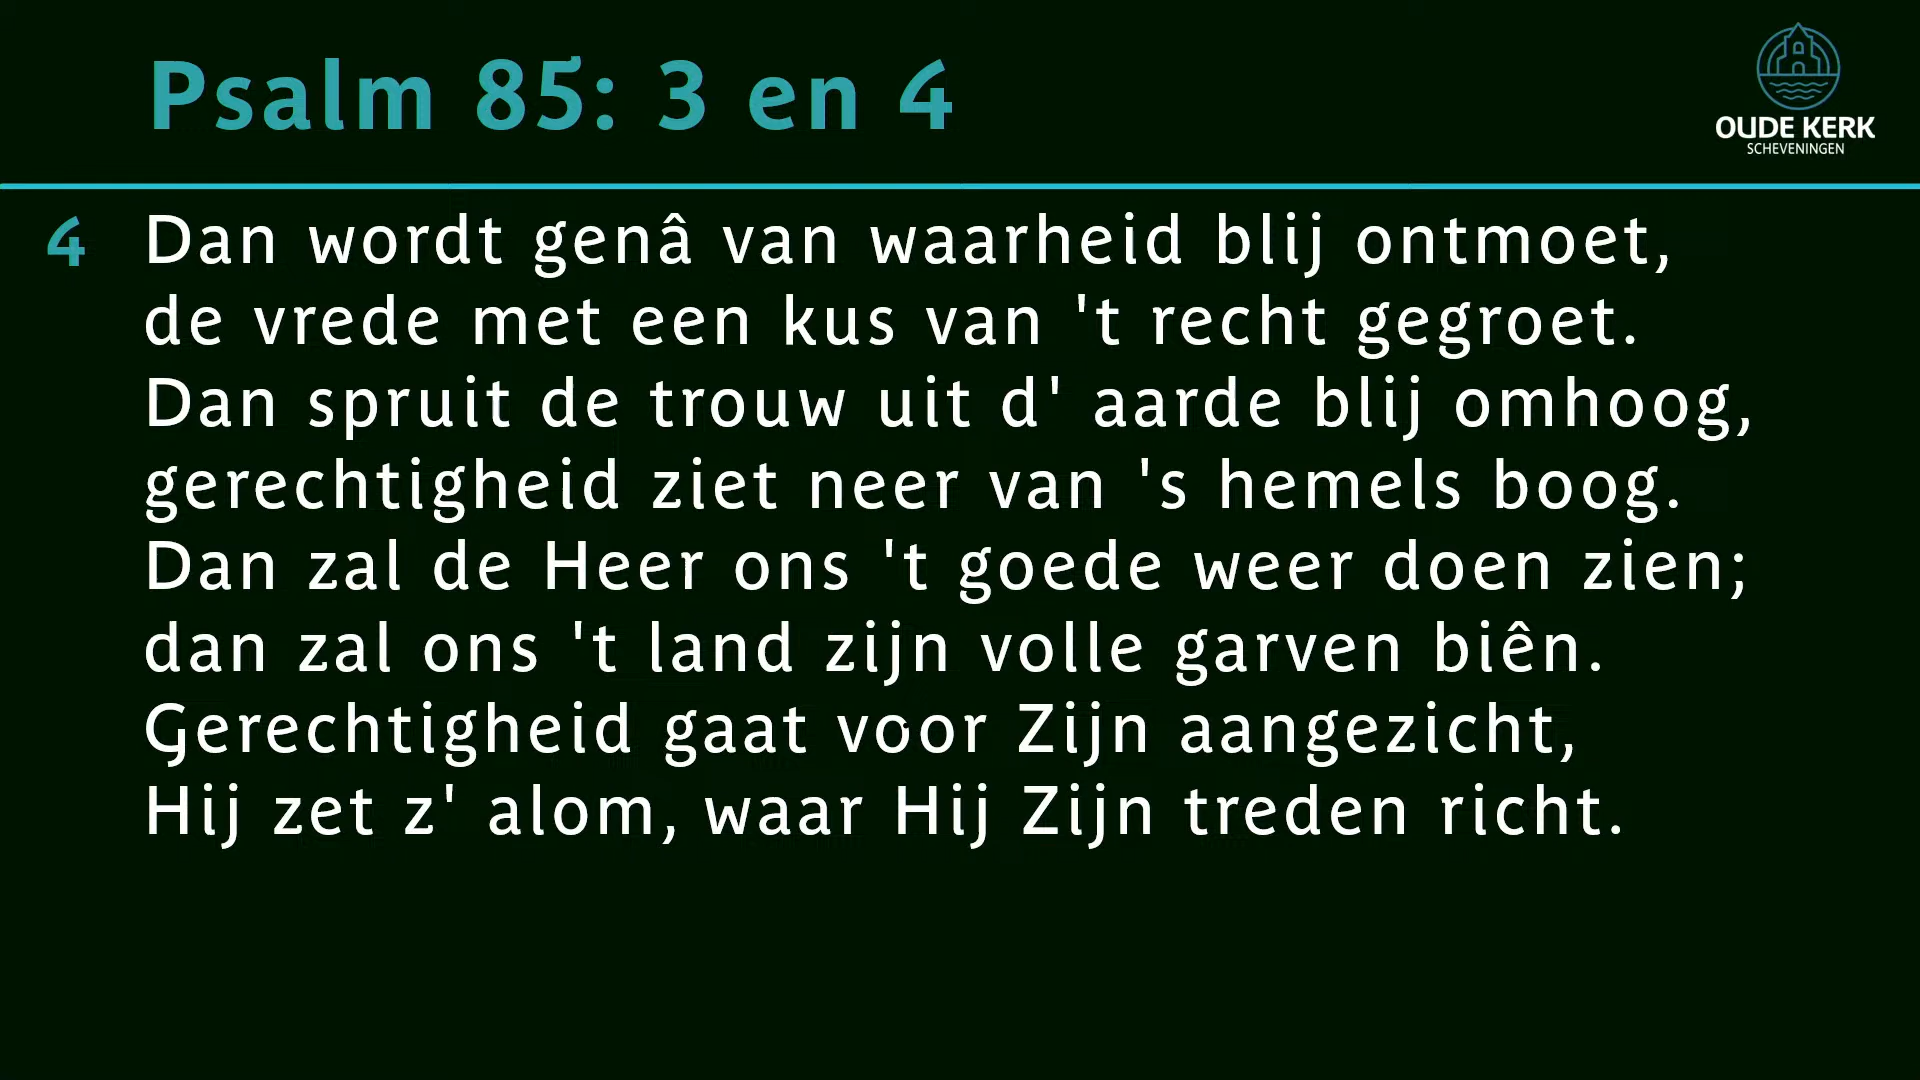 Psalm 85: 3 en 4
OUDE KERK
SCHEVENINGEN
4 Dan wordt genâ van waarheid blij ontmoet,
de vrede met een kus van 't recht gegroet.
Dan spruit de trouw uit d' aarde blij omhoog,
gerechtigheid ziet neer van 's hemels boog.
Dan zal de Heer ons 't goede weer doen zien;
dan zal ons 't land zijn volle garven biên.
Gerechtigheid gaat voor Zijn aangezicht,
Hij zet z' alom, waar Hij Zijn treden richt.